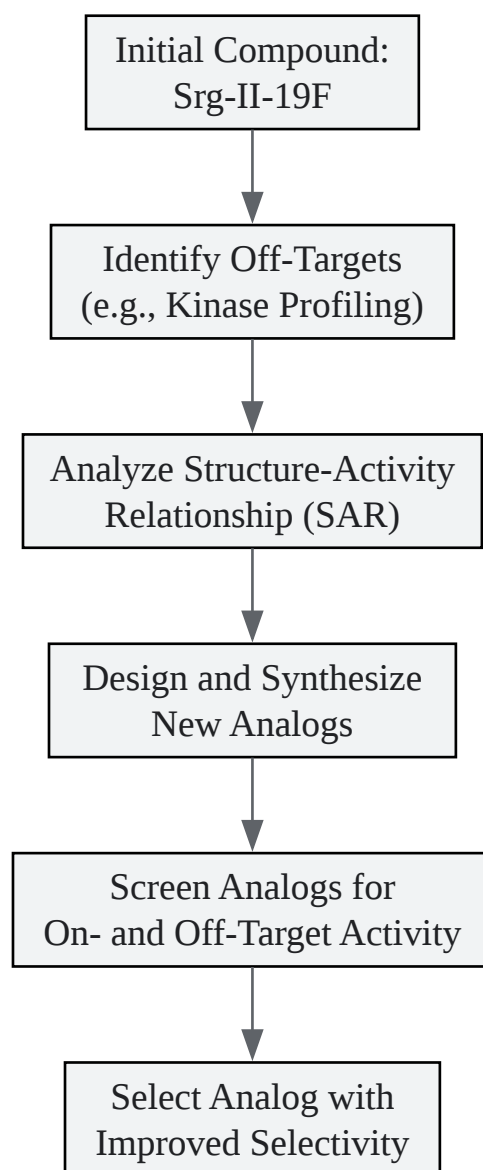 Initial Compound:
Srg-II-19F
Identify Off-Targets
(e.g., Kinase Profiling)
Analyze Structure-Activity
Relationship (SAR)
Design and Synthesize
New Analogs
Screen Analogs for
On- and Off-Target Activity
Select Analog with
Improved Selectivity